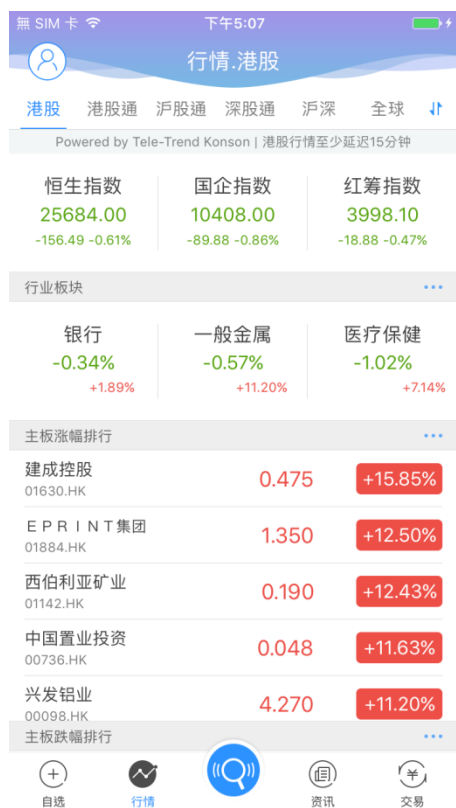 無 SIM 卡 下午5:07
行情.港股
港股 港股通 沪股通 深股通 沪深 全球
Powered by Tele-Trend Konson | 港股行情至少延迟15分钟
恒生指数 国企指数 红筹指数
25684.00 10408.00 3998.10
-156.49 -0.61% -89.88 -0.86% -18.88 -0.47%
行业板块
银行 一般金属 医疗保健
-0.34% -0.57% -1.02%
+1.89% +11.20% +7.14%
主板涨幅排行
建成控股 0.475 +15.85%
01630.HK
ＥＰＲＩＮＴ集团 1.350 +12.50%
01884.HK
西伯利亚矿业 0.190 +12.43%
01142.HK
中国置业投资 0.048 +11.63%
00736.HK
兴发铝业 4.270 +11.20%
00098.HK
主板跌幅排行
自选 行情 资讯 交易